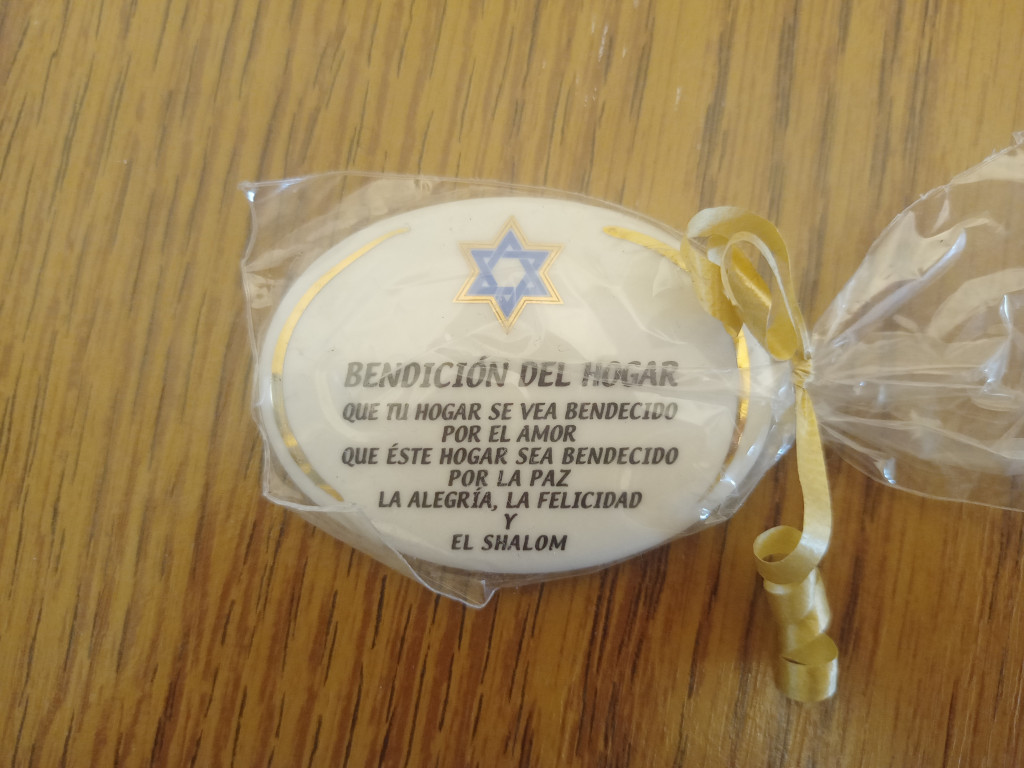 BENDICIÓN DEL HOGAR
QUE TU HOGAR SE VEA BENDECIDO
POR EL AMOR
QUE ÉSTE HOGAR SEA BENDECIDO
POR LA PAZ
LA ALEGRÍA, LA FELICIDAD
Y
EL SHALOM